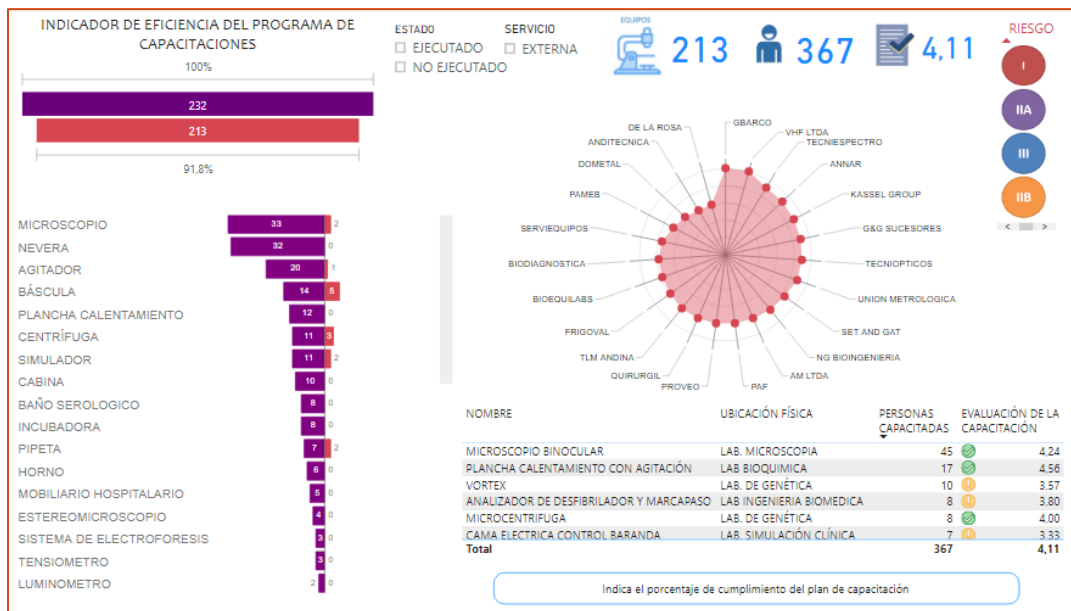 INDICADOR DE EFICIENCIA DEL PROGRAMA DE
CAPACITACIONES
100%
232
213
91,8%
ESTADO
EJECUTADO
NO EJECUTADO
SERVICIO
EXTERNA
EQUIPOS
213
367
4,11
RIESGO
I
IIA
III
IIB
MICROSCOPIO 33 2
NEVERA 32 0
AGITADOR 20 1
BÁSCULA 14 5
PLANCHA CALENTAMIENTO 12 0
CENTRÍFUGA 11 3
SIMULADOR 11 2
CABINA 10 0
BAÑO SEROLOGICO 8 0
INCUBADORA 8 0
PIPETA 7 2
HORNO 6 0
MOBILIARIO HOSPITALARIO 5 0
ESTEREOMICROSCOPIO 4 0
SISTEMA DE ELECTROFORESIS 3 0
TENSIOMETRO 3 0
LUMINOMETRO 2 0
GBARCO
VHF LTDA
TECNIESPECTRO
ANNAR
KASSEL GROUP
G&G SUCESORES
TECNIOPTICOS
UNION METROLOGICA
SET AND GAT
NG BIOINGENIERIA
AM LTDA
PAF
PROVEO
QUIRURGIL
TLM ANDINA
FRIGOVAL
BIOEQUILABS
BIODIAGNOSTICA
SERVIEQUIPOS
PAMEB
DOMETAL
ANDITECNICA
DE LA ROSA
NOMBRE UBICACIÓN FÍSICA PERSONAS CAPACITADAS EVALUACIÓN DE LA CAPACITACIÓN
MICROSCOPIO BINOCULAR LAB. MICROSCOPIA 45 4,24
PLANCHA CALENTAMIENTO CON AGITACIÓN LAB BIOQUIMICA 17 4,56
VORTEX LAB. DE GENÉTICA 10 3,57
ANALIZADOR DE DESFIBRILADOR Y MARCAPASO LAB INGENIERIA BIOMEDICA 8 3,80
MICROCENTRIFUGA LAB. DE GENÉTICA 8 4,00
CAMA ELECTRICA CONTROL BARANDA LAB. SIMULACIÓN CLÍNICA 7 3,33
Total 367 4,11
Indica el porcentaje de cumplimiento del plan de capacitación